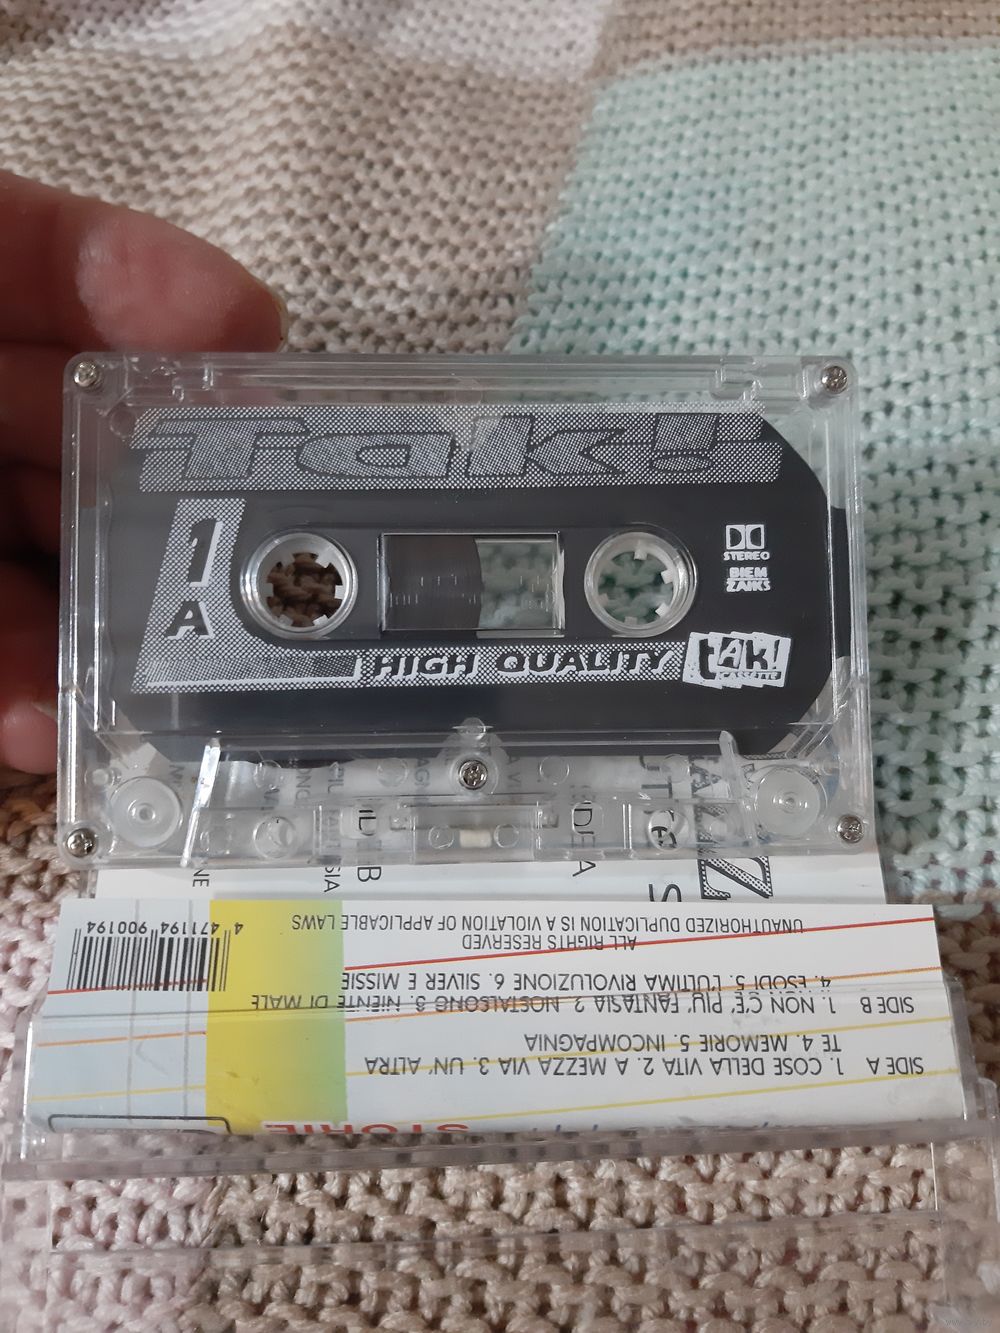 Tak!
1
A
STEREO
BIEM
ZAIKS
HIGH QUALITY
tAk!
CASSETTE
SIA
B
A
STORIE
SIDE A 1. COSE DELLA VITA 2. A MEZZA VIA 3. UN' ALTRA
TE 4. MEMORIE 5. INCOMPAGNIA
SIDE B 1. NON C'E, PIU' FANTASIA 2. NOSTALSONG 3. NIENTE DI MALE
4. ESODI 5. L'ULTIMA RIVOLUZIONE 6. SILVER E MISSIE
ALL RIGHTS RESERVED
UNAUTHORIZED DUPLICATION IS A VIOLATION OF APPLICABLE LAWS
4 471194 900194